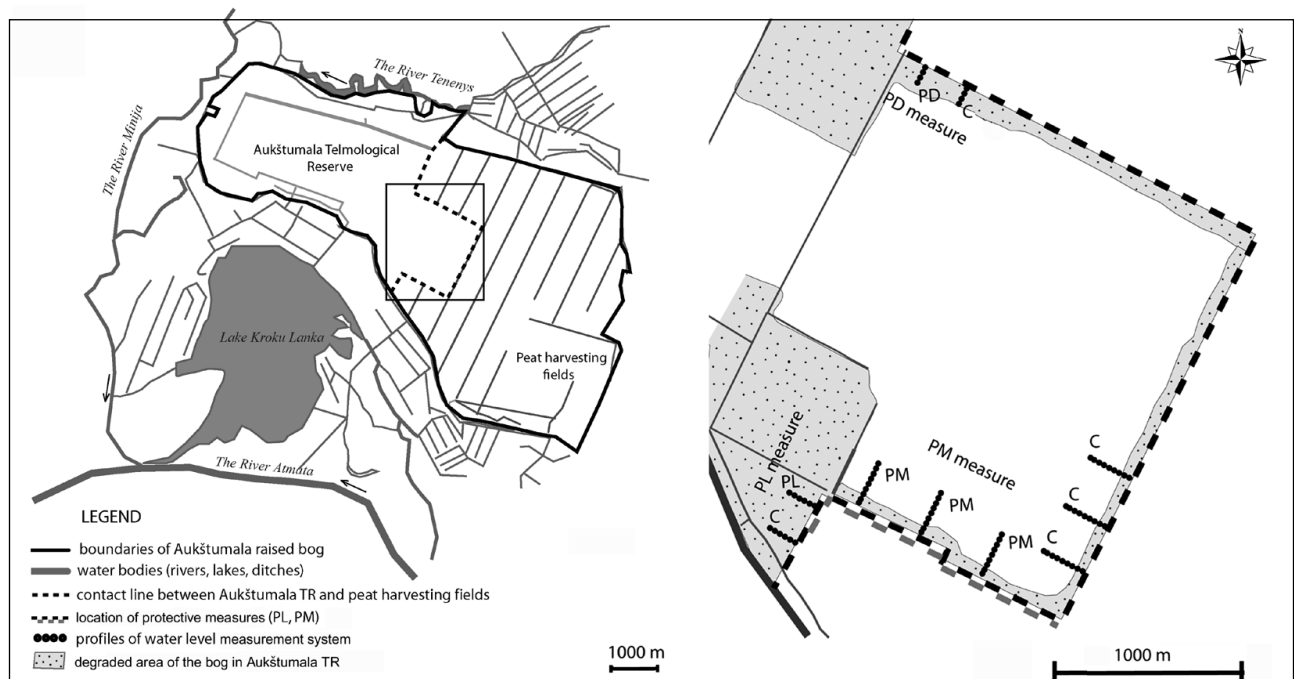 The River Tenenys
The River Minija
Aukštumala Telmological
Reserve
Lake Kroku Lanka
Peat harvesting
fields
The River Atmata
LEGEND
boundaries of Aukštumala raised bog
water bodies (rivers, lakes, ditches)
contact line between Aukštumala TR and peat harvesting fields
location of protective measures (PL, PM)
profiles of water level measurement system
degraded area of the bog in Aukštumala TR
1000 m
N
PD
C
PD measure
PL measure
PL
C
PM measure
PM
PM
PM
C
C
C
1000 m